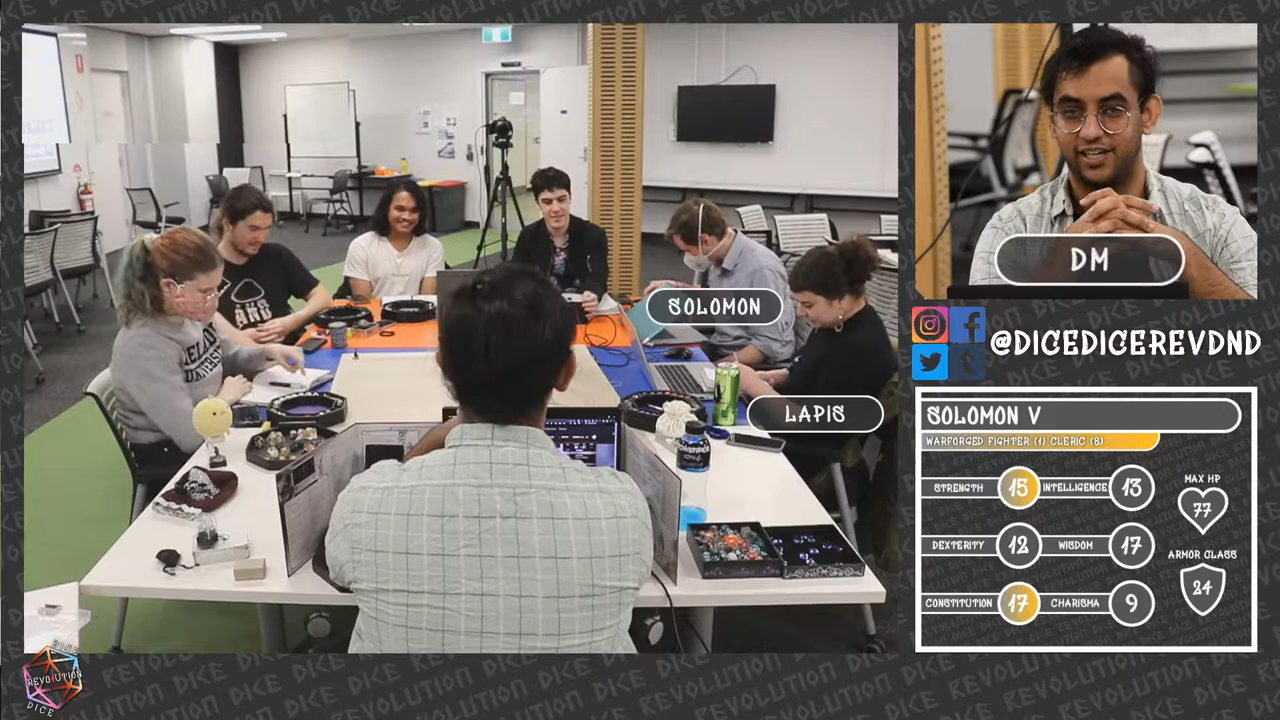 SOLOMON
LAPIS
DM
@DICEDICEREVDND
SOLOMON V
WARFORGED FIGHTER (1) CLERIC (8)
STRENGTH 15 INTELLIGENCE 13
MAX HP
77
DEXTERITY 12 WISDOM 17
ARMOR CLASS
24
CONSTITUTION 17 CHARISMA 9
DICE
REVOLUTION
DICE